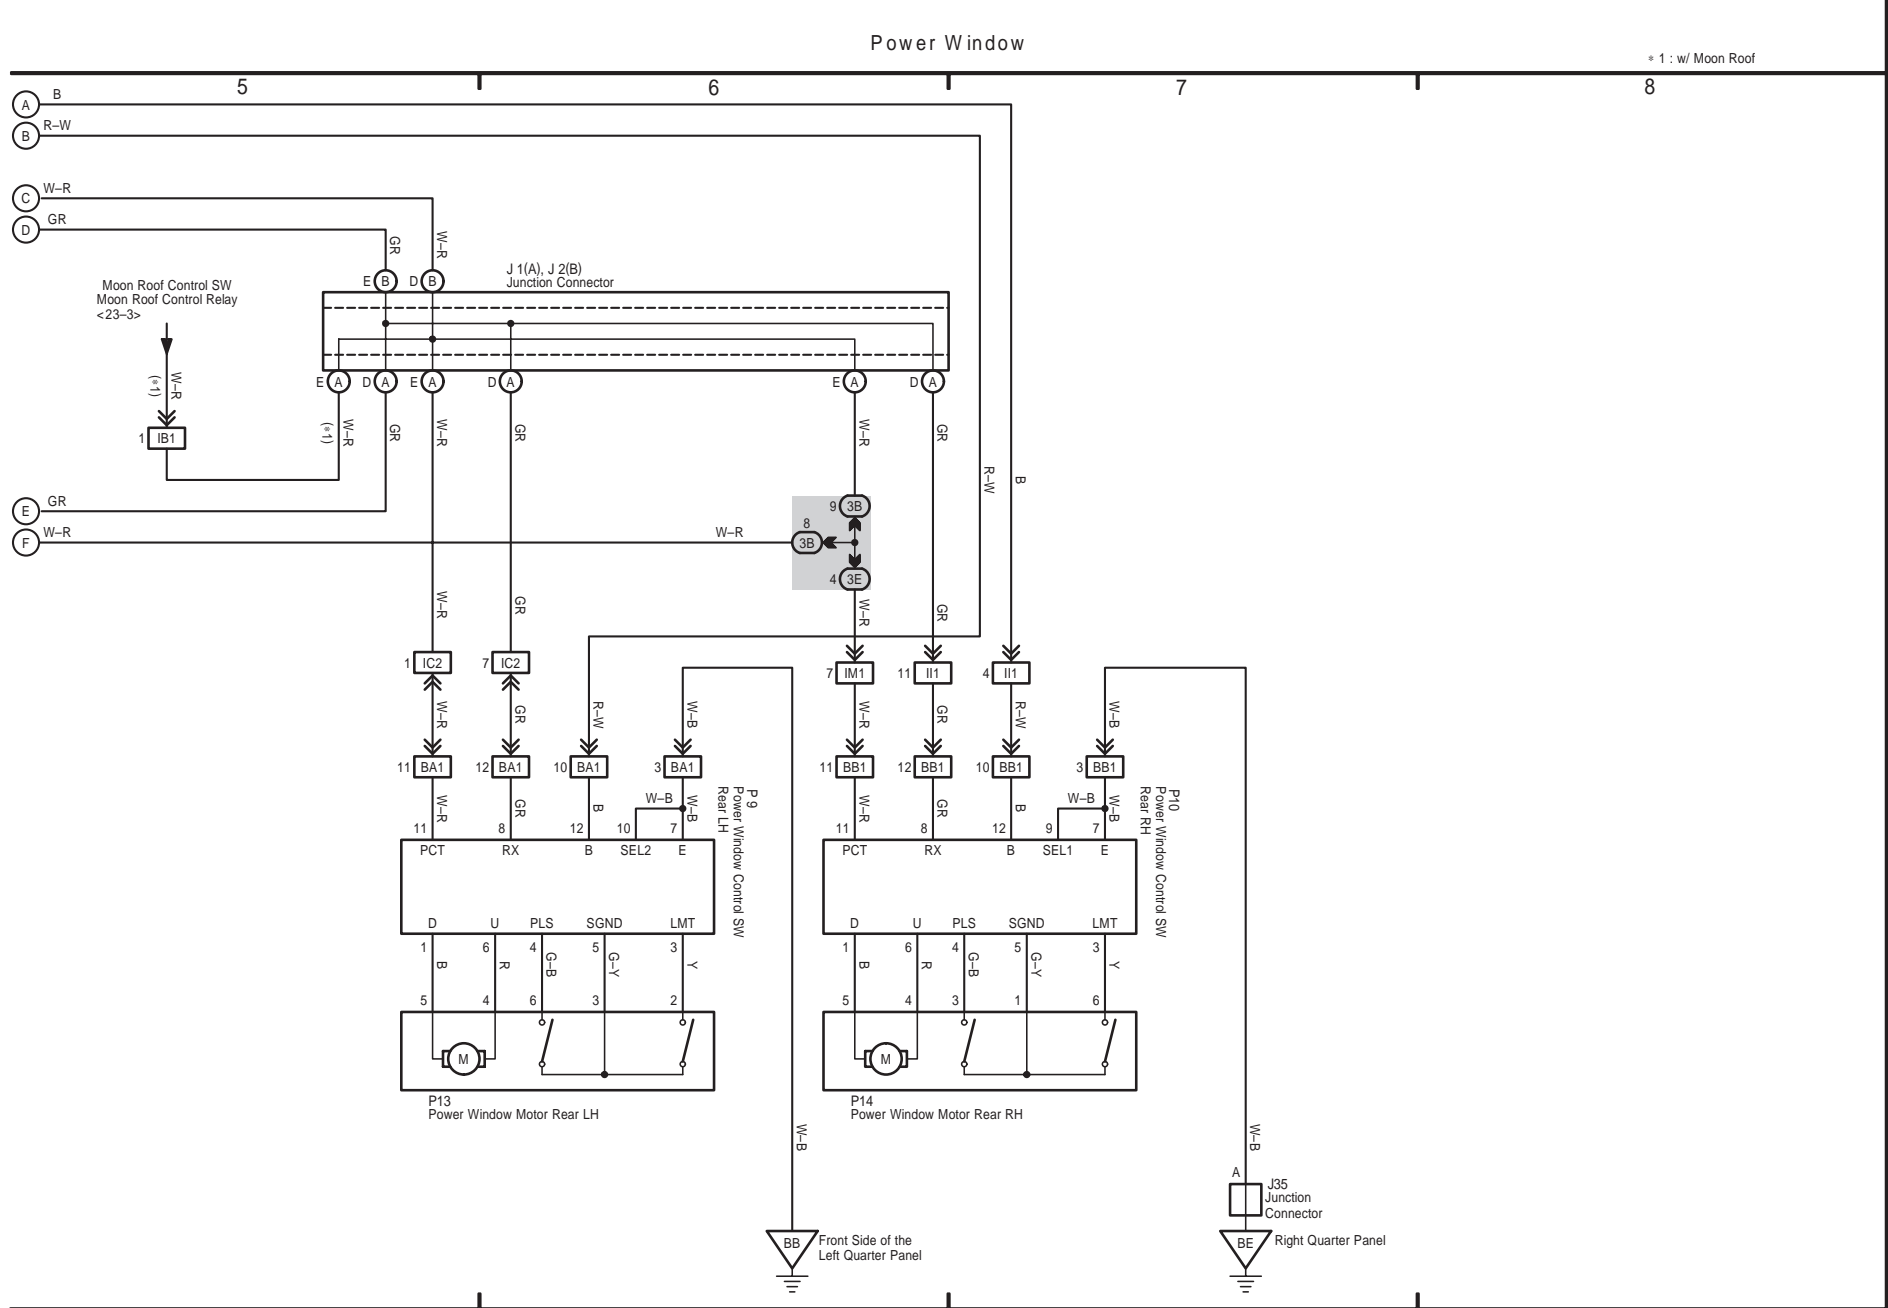 Power Window
* 1 : w/ Moon Roof
5
6
7
8
A
B
B
R–W
C
W–R
D
GR
GR
W–R
J 1(A), J 2(B)
Junction Connector
E
B
D
B
Moon Roof Control SW
Moon Roof Control Relay
<23–3>
W–R
(*1)
1
IB1
E
A
D
A
E
A
D
A
E
A
D
A
W–R
(*1)
GR
W–R
GR
W–R
GR
R–W
B
E
GR
F
W–R
W–R
9
3B
8
3B
4
3E
W–R
GR
W–R
GR
1
IC2
7
IC2
7
IM1
11
II1
4
II1
W–R
GR
R–W
W–B
W–R
GR
R–W
W–B
11
BA1
12
BA1
10
BA1
3
BA1
11
BB1
12
BB1
10
BB1
3
BB1
W–R
GR
B
W–B
W–B
W–R
GR
B
W–B
W–B
P 9
Power Window Control SW
Rear LH
P10
Power Window Control SW
Rear RH
11
8
12
10
7
11
8
12
9
7
PCT
RX
B
SEL2
E
PCT
RX
B
SEL1
E
D
U
PLS
SGND
LMT
D
U
PLS
SGND
LMT
1
6
4
5
3
1
6
4
5
3
B
R
G–B
G–Y
Y
B
R
G–B
G–Y
Y
5
4
6
3
2
5
4
3
1
6
M
M
P13
Power Window Motor Rear LH
P14
Power Window Motor Rear RH
W–B
W–B
A
J35
Junction
Connector
BB
Front Side of the
Left Quarter Panel
BE
Right Quarter Panel